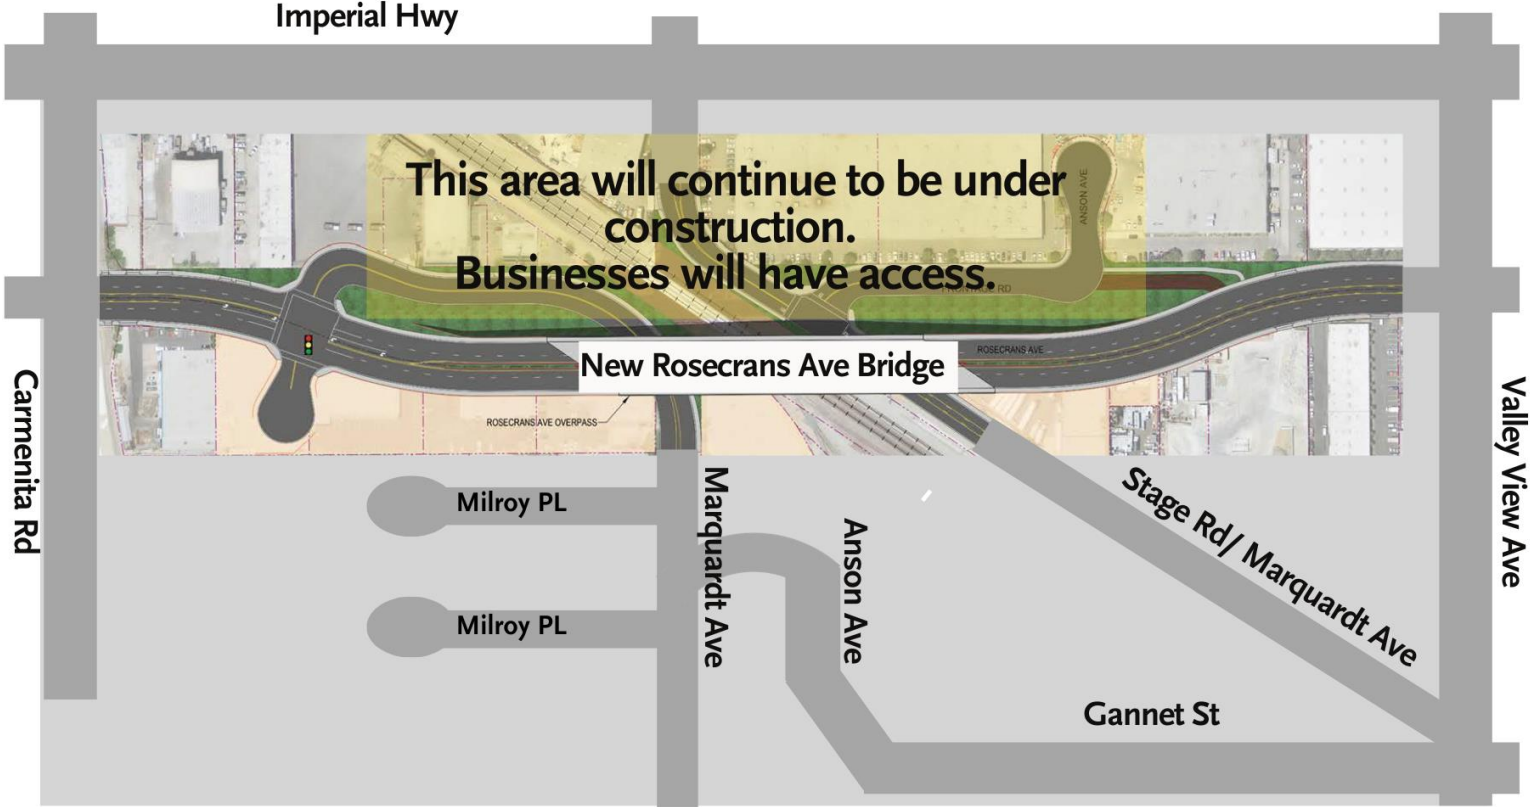 Imperial Hwy
This area will continue to be under
construction.
Businesses will have access.
ANSON AVE
FRONTAGE RD
ROSECRANS AVE
New Rosecrans Ave Bridge
ROSECRANS AVE OVERPASS
Carmenita Rd
Valley View Ave
Milroy PL
Marquardt Ave
Stage Rd/ Marquardt Ave
Anson Ave
Milroy PL
Gannet St